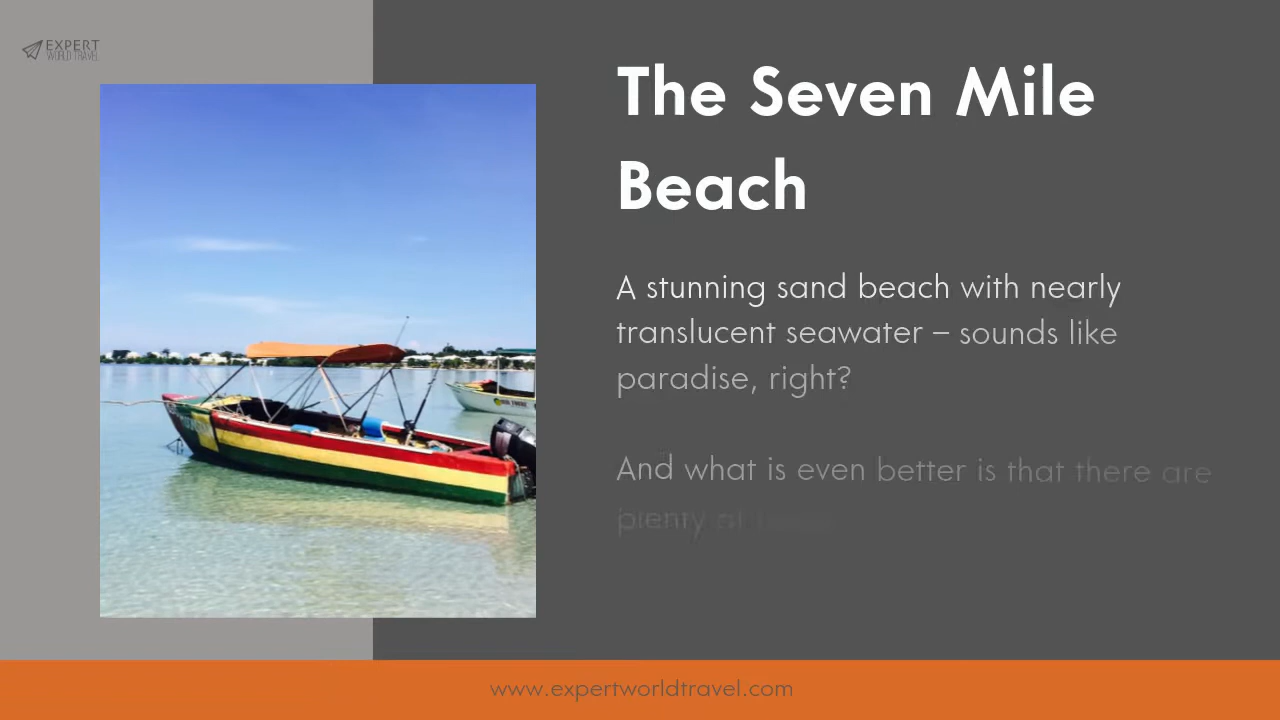 EXPERT
WORLD TRAVEL
The Seven Mile
Beach
A stunning sand beach with nearly
translucent seawater – sounds like
paradise, right?
And what is even better is that there are
plenty
www.expertworldtravel.com